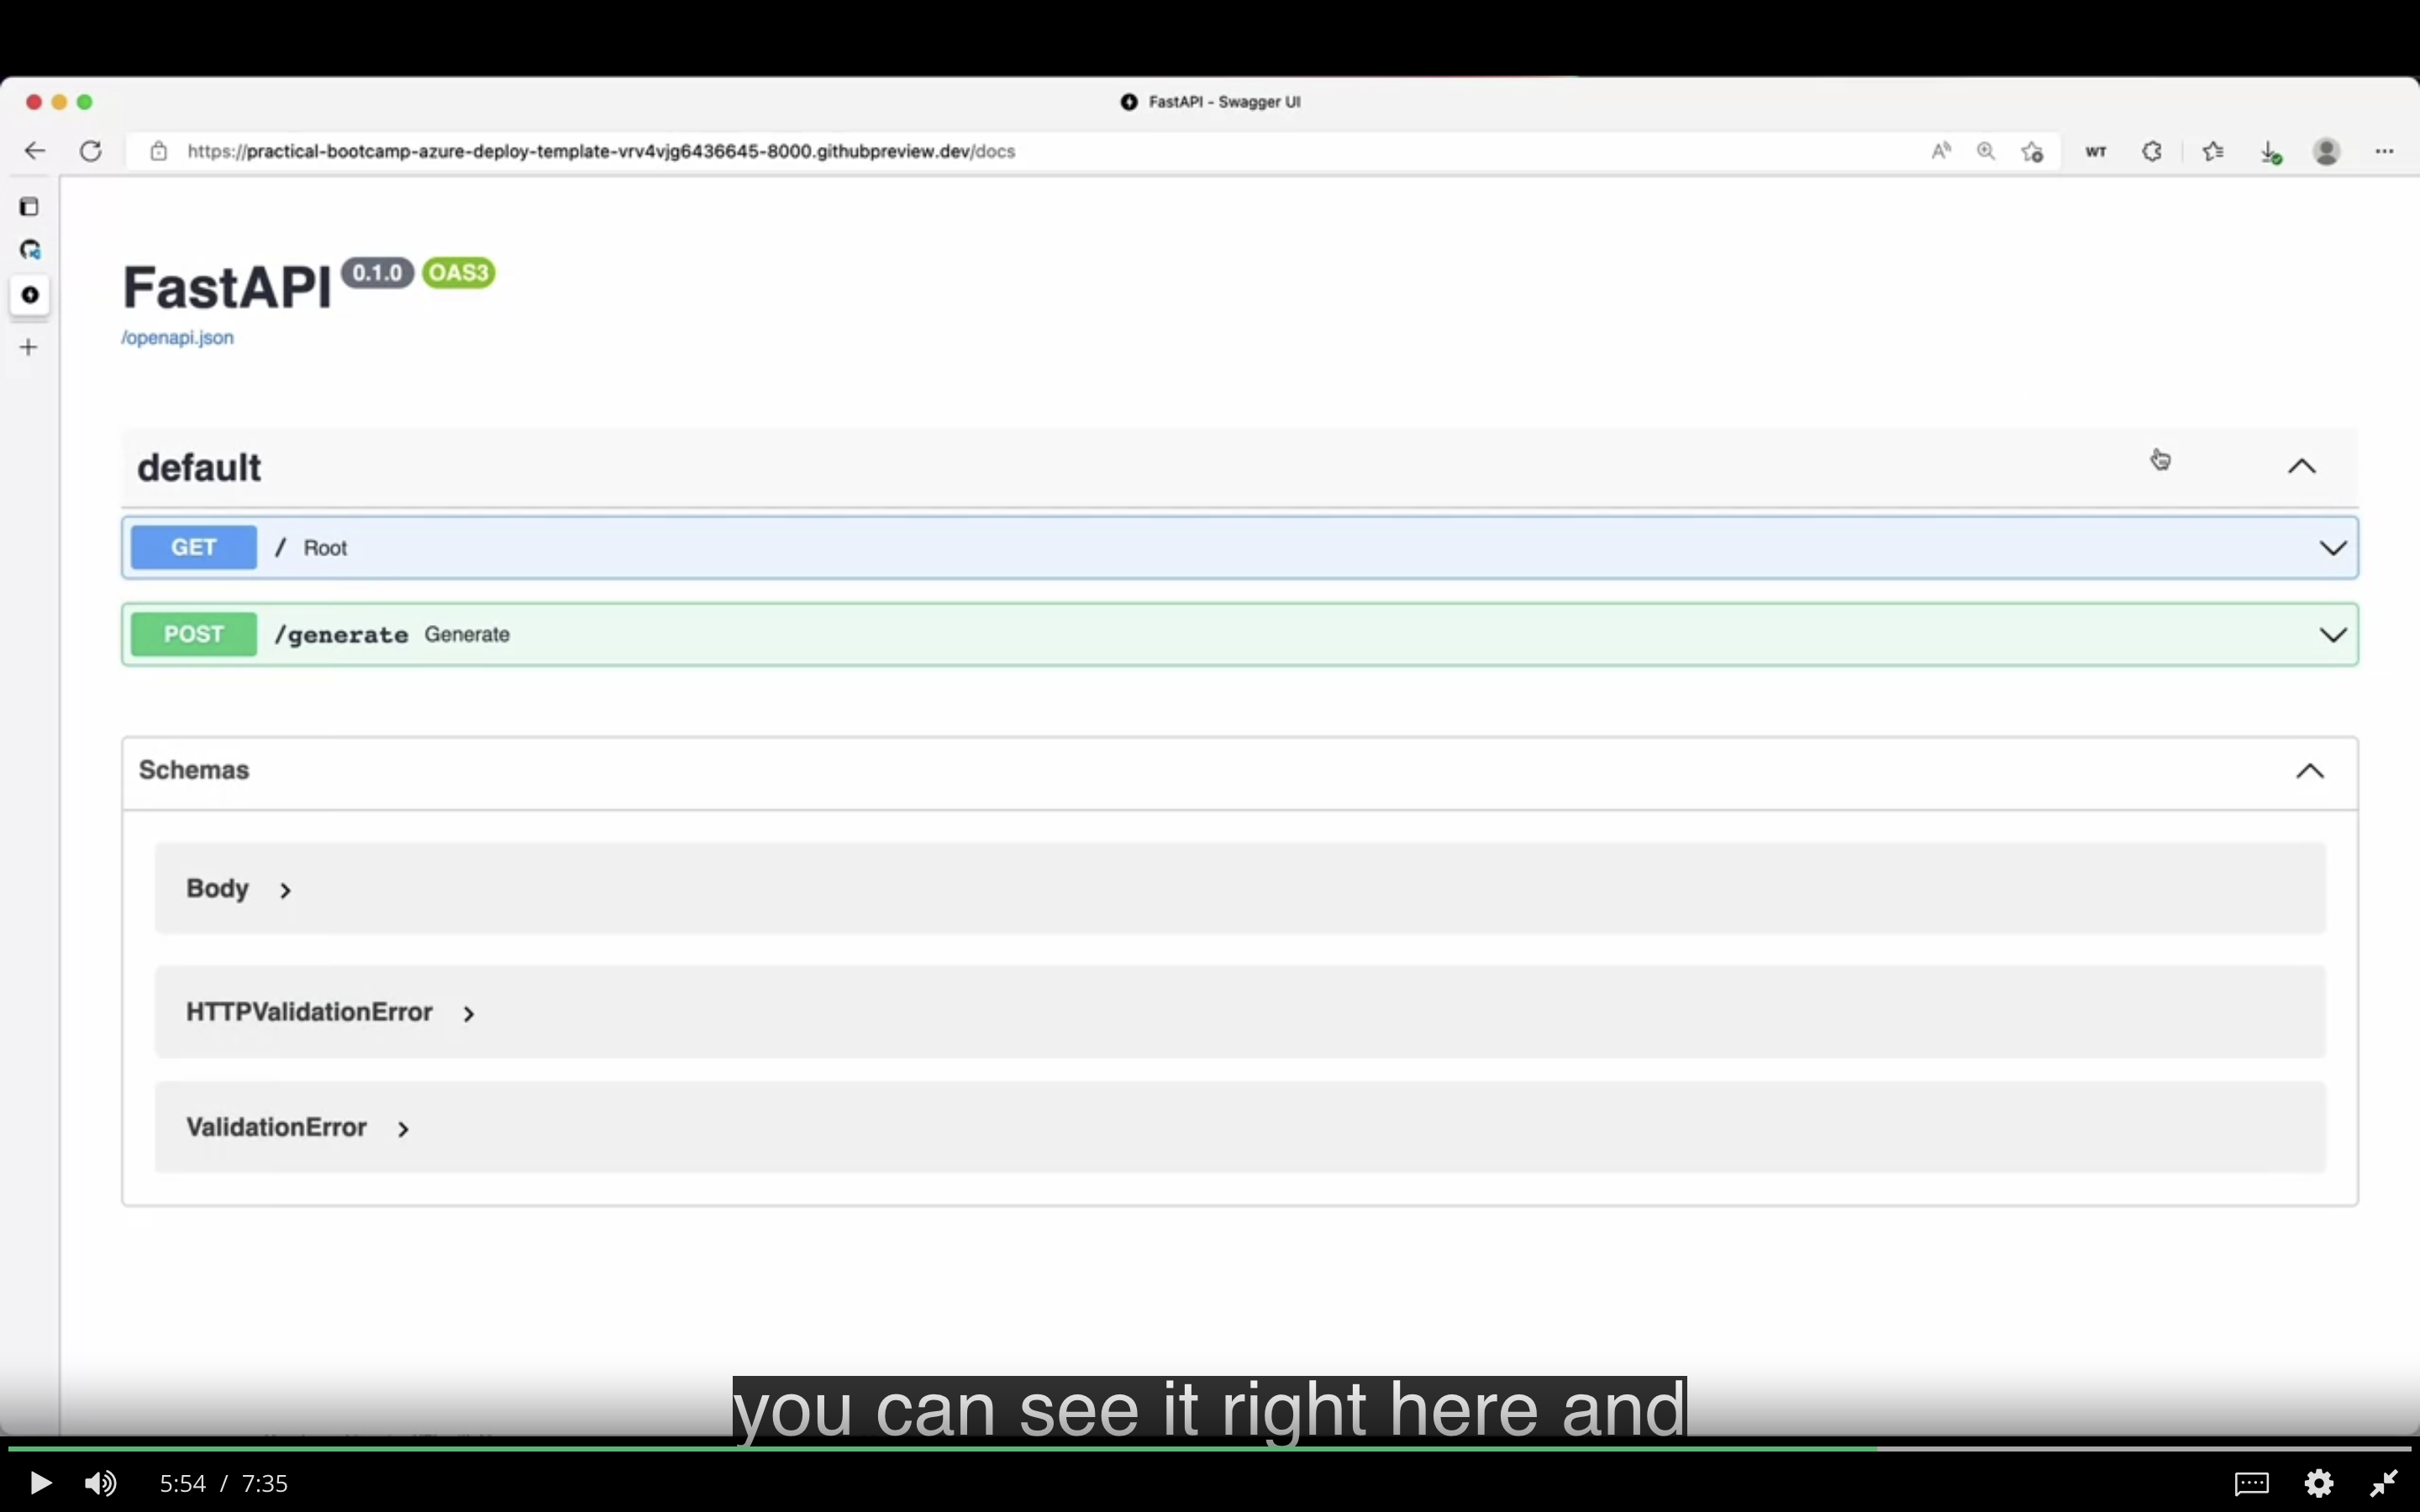 FastAPI - Swagger UI
https://practical-bootcamp-azure-deploy-template-vrv4vjg6436645-8000.githubpreview.dev/docs
WT
FastAPI 0.1.0 OAS3
/openapi.json
default
GET / Root
POST /generate Generate
Schemas
Body
HTTPValidationError
ValidationError
you can see it right here and
5:54 / 7:35